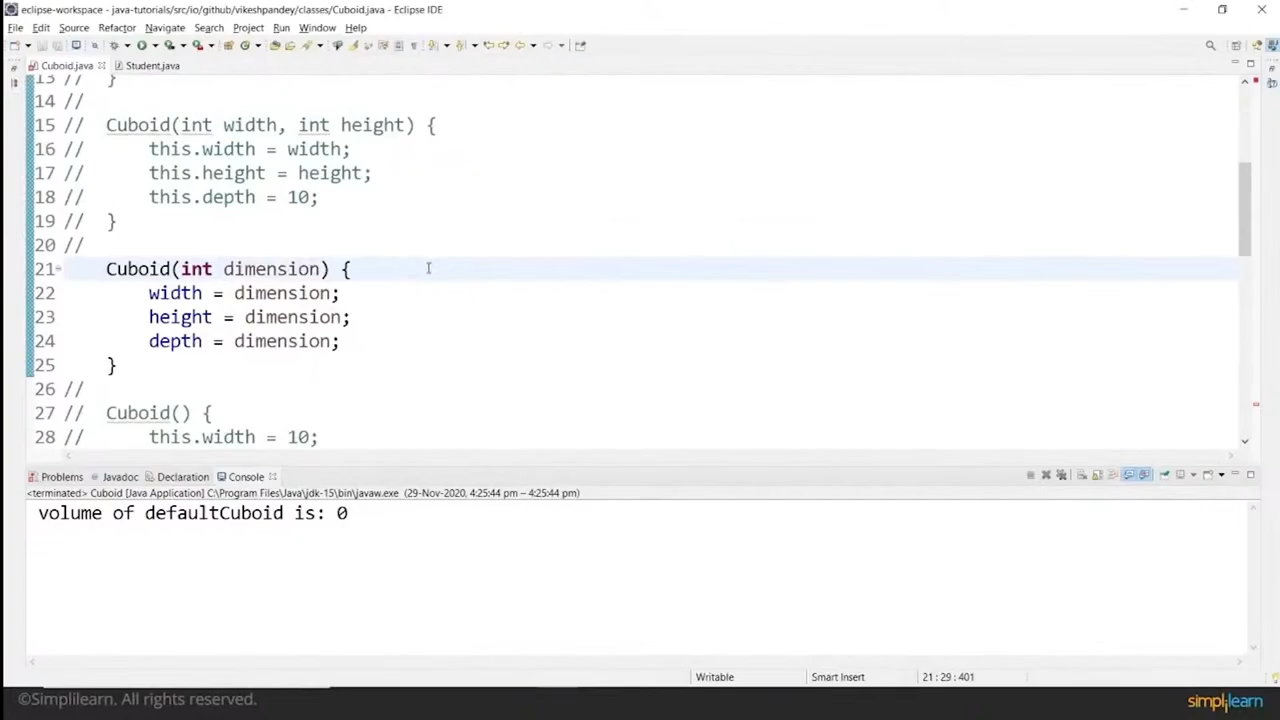 eclipse-workspace - java-tutorials/src/io/github/vikeshpandey/classes/Cuboid.java - Eclipse IDE
File Edit Source Refactor Navigate Search Project Run Window Help
Cuboid.java Student.java
13 //  }
14 //
15 //  Cuboid(int width, int height) {
16 //      this.width = width;
17 //      this.height = height;
18 //      this.depth = 10;
19 //  }
20 //
21    Cuboid(int dimension) {
22        width = dimension;
23        height = dimension;
24        depth = dimension;
25    }
26 //
27 //  Cuboid() {
28 //      this.width = 10;
Problems Javadoc Declaration Console
<terminated> Cuboid [Java Application] C:\Program Files\Java\jdk-15\bin\javaw.exe (29-Nov-2020, 4:25:44 pm – 4:25:44 pm)
volume of defaultCuboid is: 0
Writable Smart Insert 21 : 29 : 401
©Simplilearn. All rights reserved. simplilearn